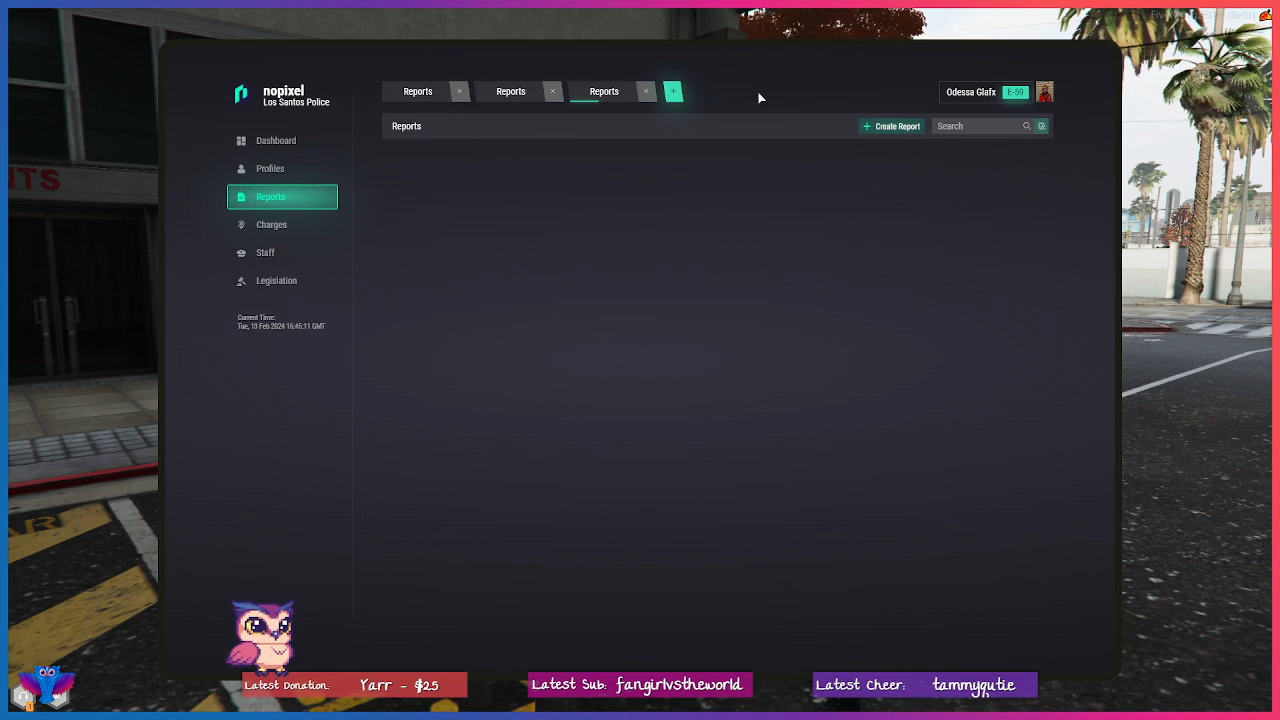 nopixel
Los Santos Police
Reports
Reports
Reports
Odessa Glafx
E-59
Reports
Create Report
Search
Dashboard
Profiles
Reports
Charges
Staff
Legislation
Current Time:
Tue, 13 Feb 2024 16:45:11 GMT
Latest Donation: Yarr - $25
Latest Sub: fangirlvstheworld
Latest Cheer: tammyqutie